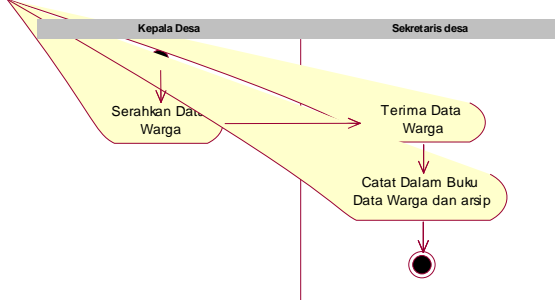 Kepala Desa
Sekretaris desa
Serahkan Data
Warga
Terima Data
Warga
Catat Dalam Buku
Data Warga dan arsip